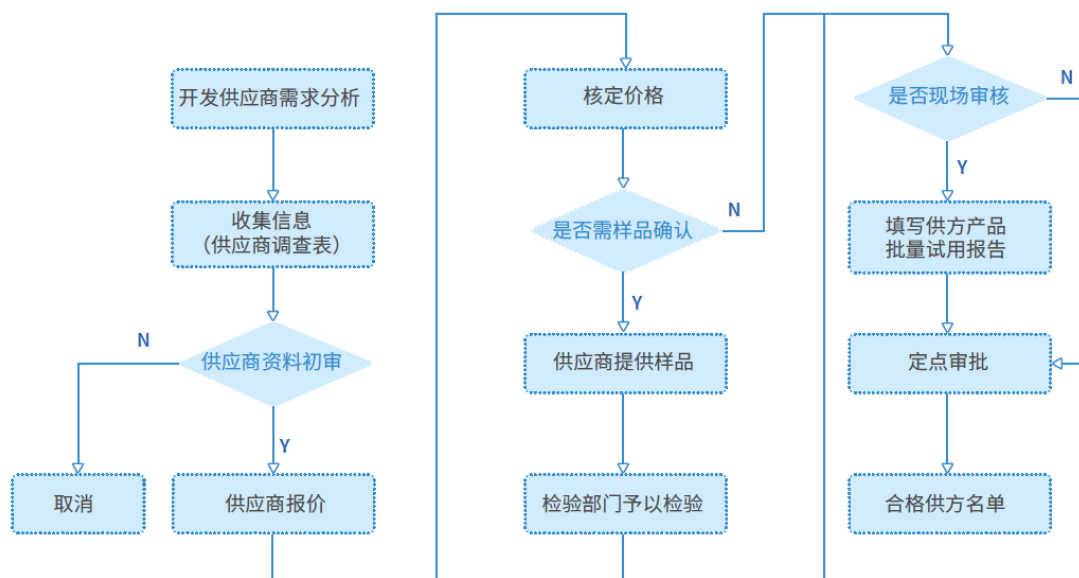 开发供应商需求分析
收集信息
（供应商调查表）
供应商资料初审
N
Y
取消
供应商报价
核定价格
是否需样品确认
N
Y
供应商提供样品
检验部门予以检验
是否现场审核
N
Y
填写供方产品
批量试用报告
定点审批
合格供方名单